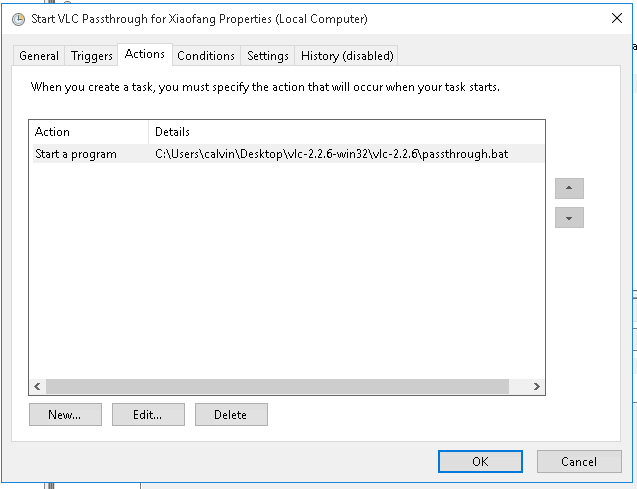 Start VLC Passthrough for Xiaofang Properties (Local Computer)
General Triggers Actions Conditions Settings History (disabled)
When you create a task, you must specify the action that will occur when your task starts.
Action Details
Start a program C:\Users\calvin\Desktop\vlc-2.2.6-win32\vlc-2.2.6\passthrough.bat
New... Edit... Delete
OK Cancel